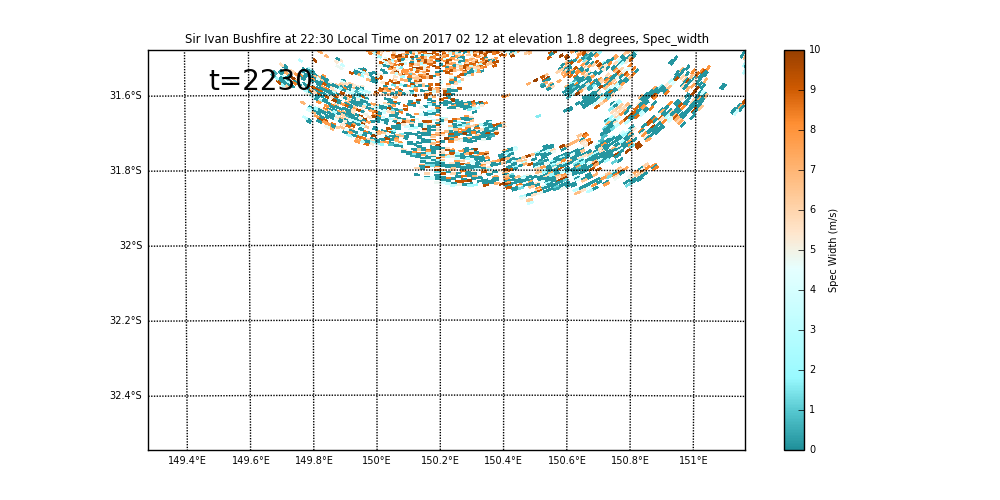 Sir Ivan Bushfire at 22:30 Local Time on 2017 02 12 at elevation 1.8 degrees, Spec_width
t=2230
31.6°S
31.8°S
32°S
32.2°S
32.4°S
149.4°E 149.6°E 149.8°E 150°E 150.2°E 150.4°E 150.6°E 150.8°E 151°E
10
9
8
7
6
5
4
3
2
1
0
Spec Width (m/s)